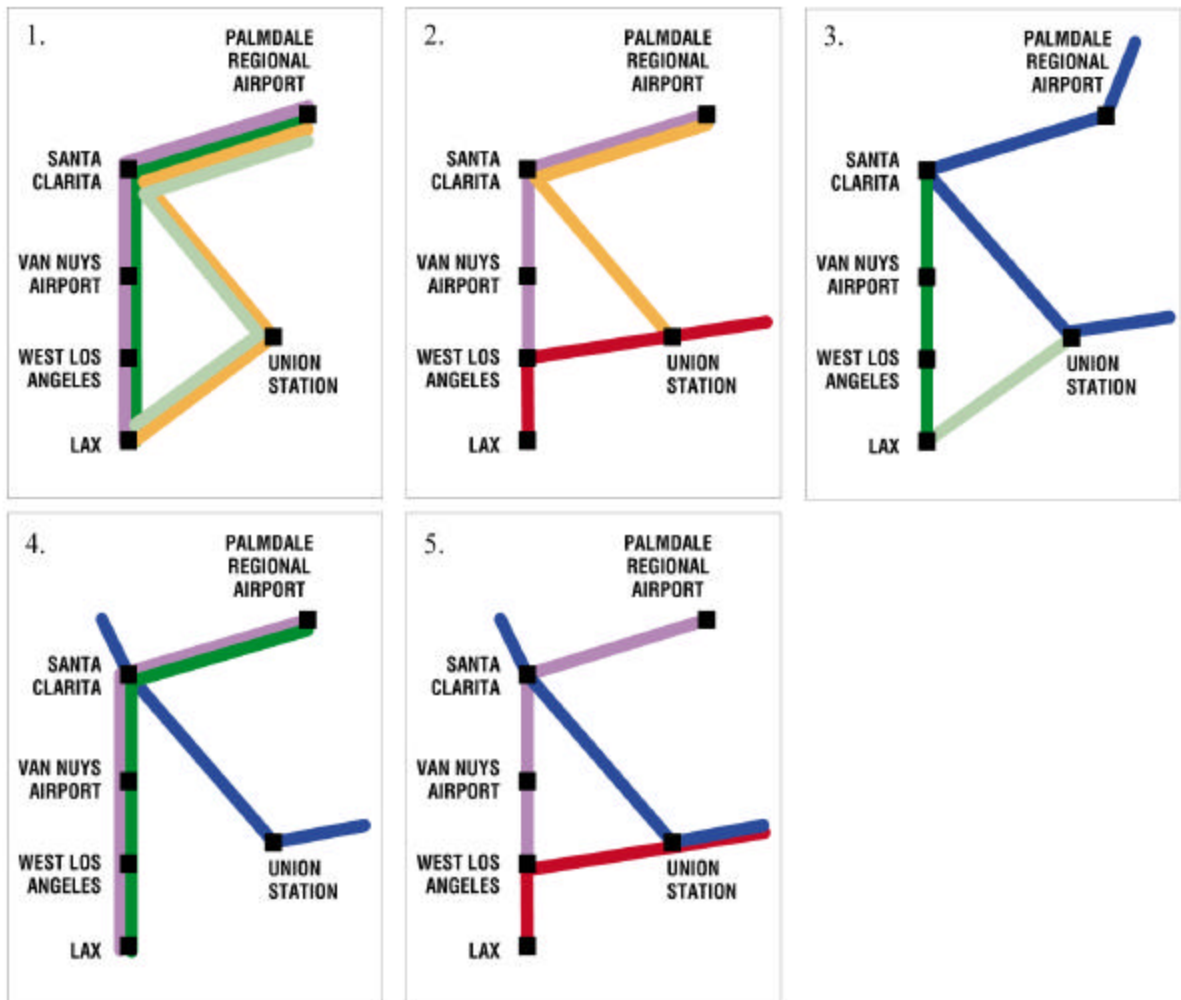 1.
PALMDALE
REGIONAL
AIRPORT
SANTA
CLARITA
VAN NUYS
AIRPORT
WEST LOS
ANGELES
UNION
STATION
LAX
2.
PALMDALE
REGIONAL
AIRPORT
SANTA
CLARITA
VAN NUYS
AIRPORT
WEST LOS
ANGELES
UNION
STATION
LAX
3.
PALMDALE
REGIONAL
AIRPORT
SANTA
CLARITA
VAN NUYS
AIRPORT
WEST LOS
ANGELES
UNION
STATION
LAX
4.
PALMDALE
REGIONAL
AIRPORT
SANTA
CLARITA
VAN NUYS
AIRPORT
WEST LOS
ANGELES
UNION
STATION
LAX
5.
PALMDALE
REGIONAL
AIRPORT
SANTA
CLARITA
VAN NUYS
AIRPORT
WEST LOS
ANGELES
UNION
STATION
LAX